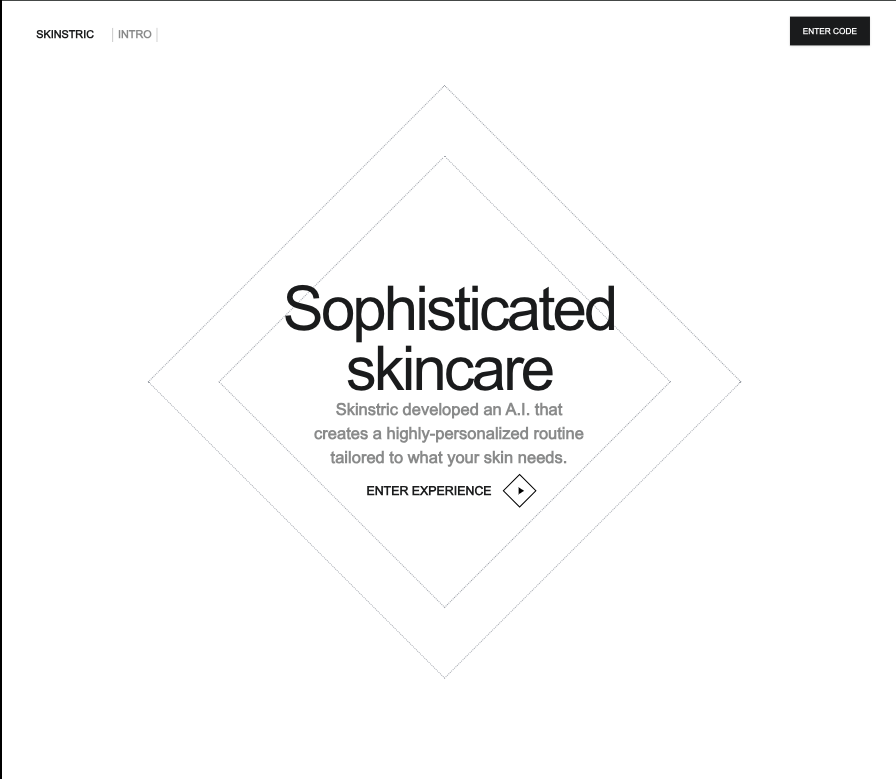 SKINSTRIC | INTRO |
ENTER CODE
Sophisticated
skincare
Skinstric developed an A.I. that
creates a highly-personalized routine
tailored to what your skin needs.
ENTER EXPERIENCE